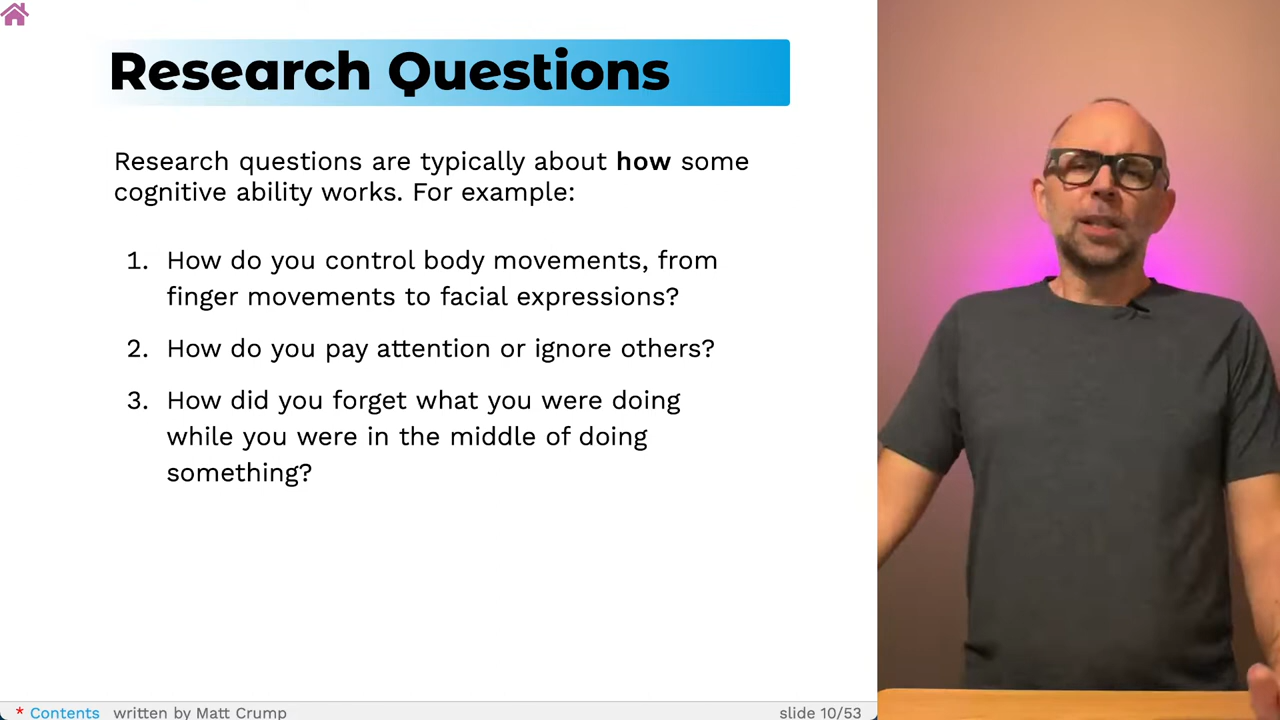 Research Questions
Research questions are typically about how some
cognitive ability works. For example:
1. How do you control body movements, from
finger movements to facial expressions?
2. How do you pay attention or ignore others?
3. How did you forget what you were doing
while you were in the middle of doing
something?
* Contents written by Matt Crump slide 10/53